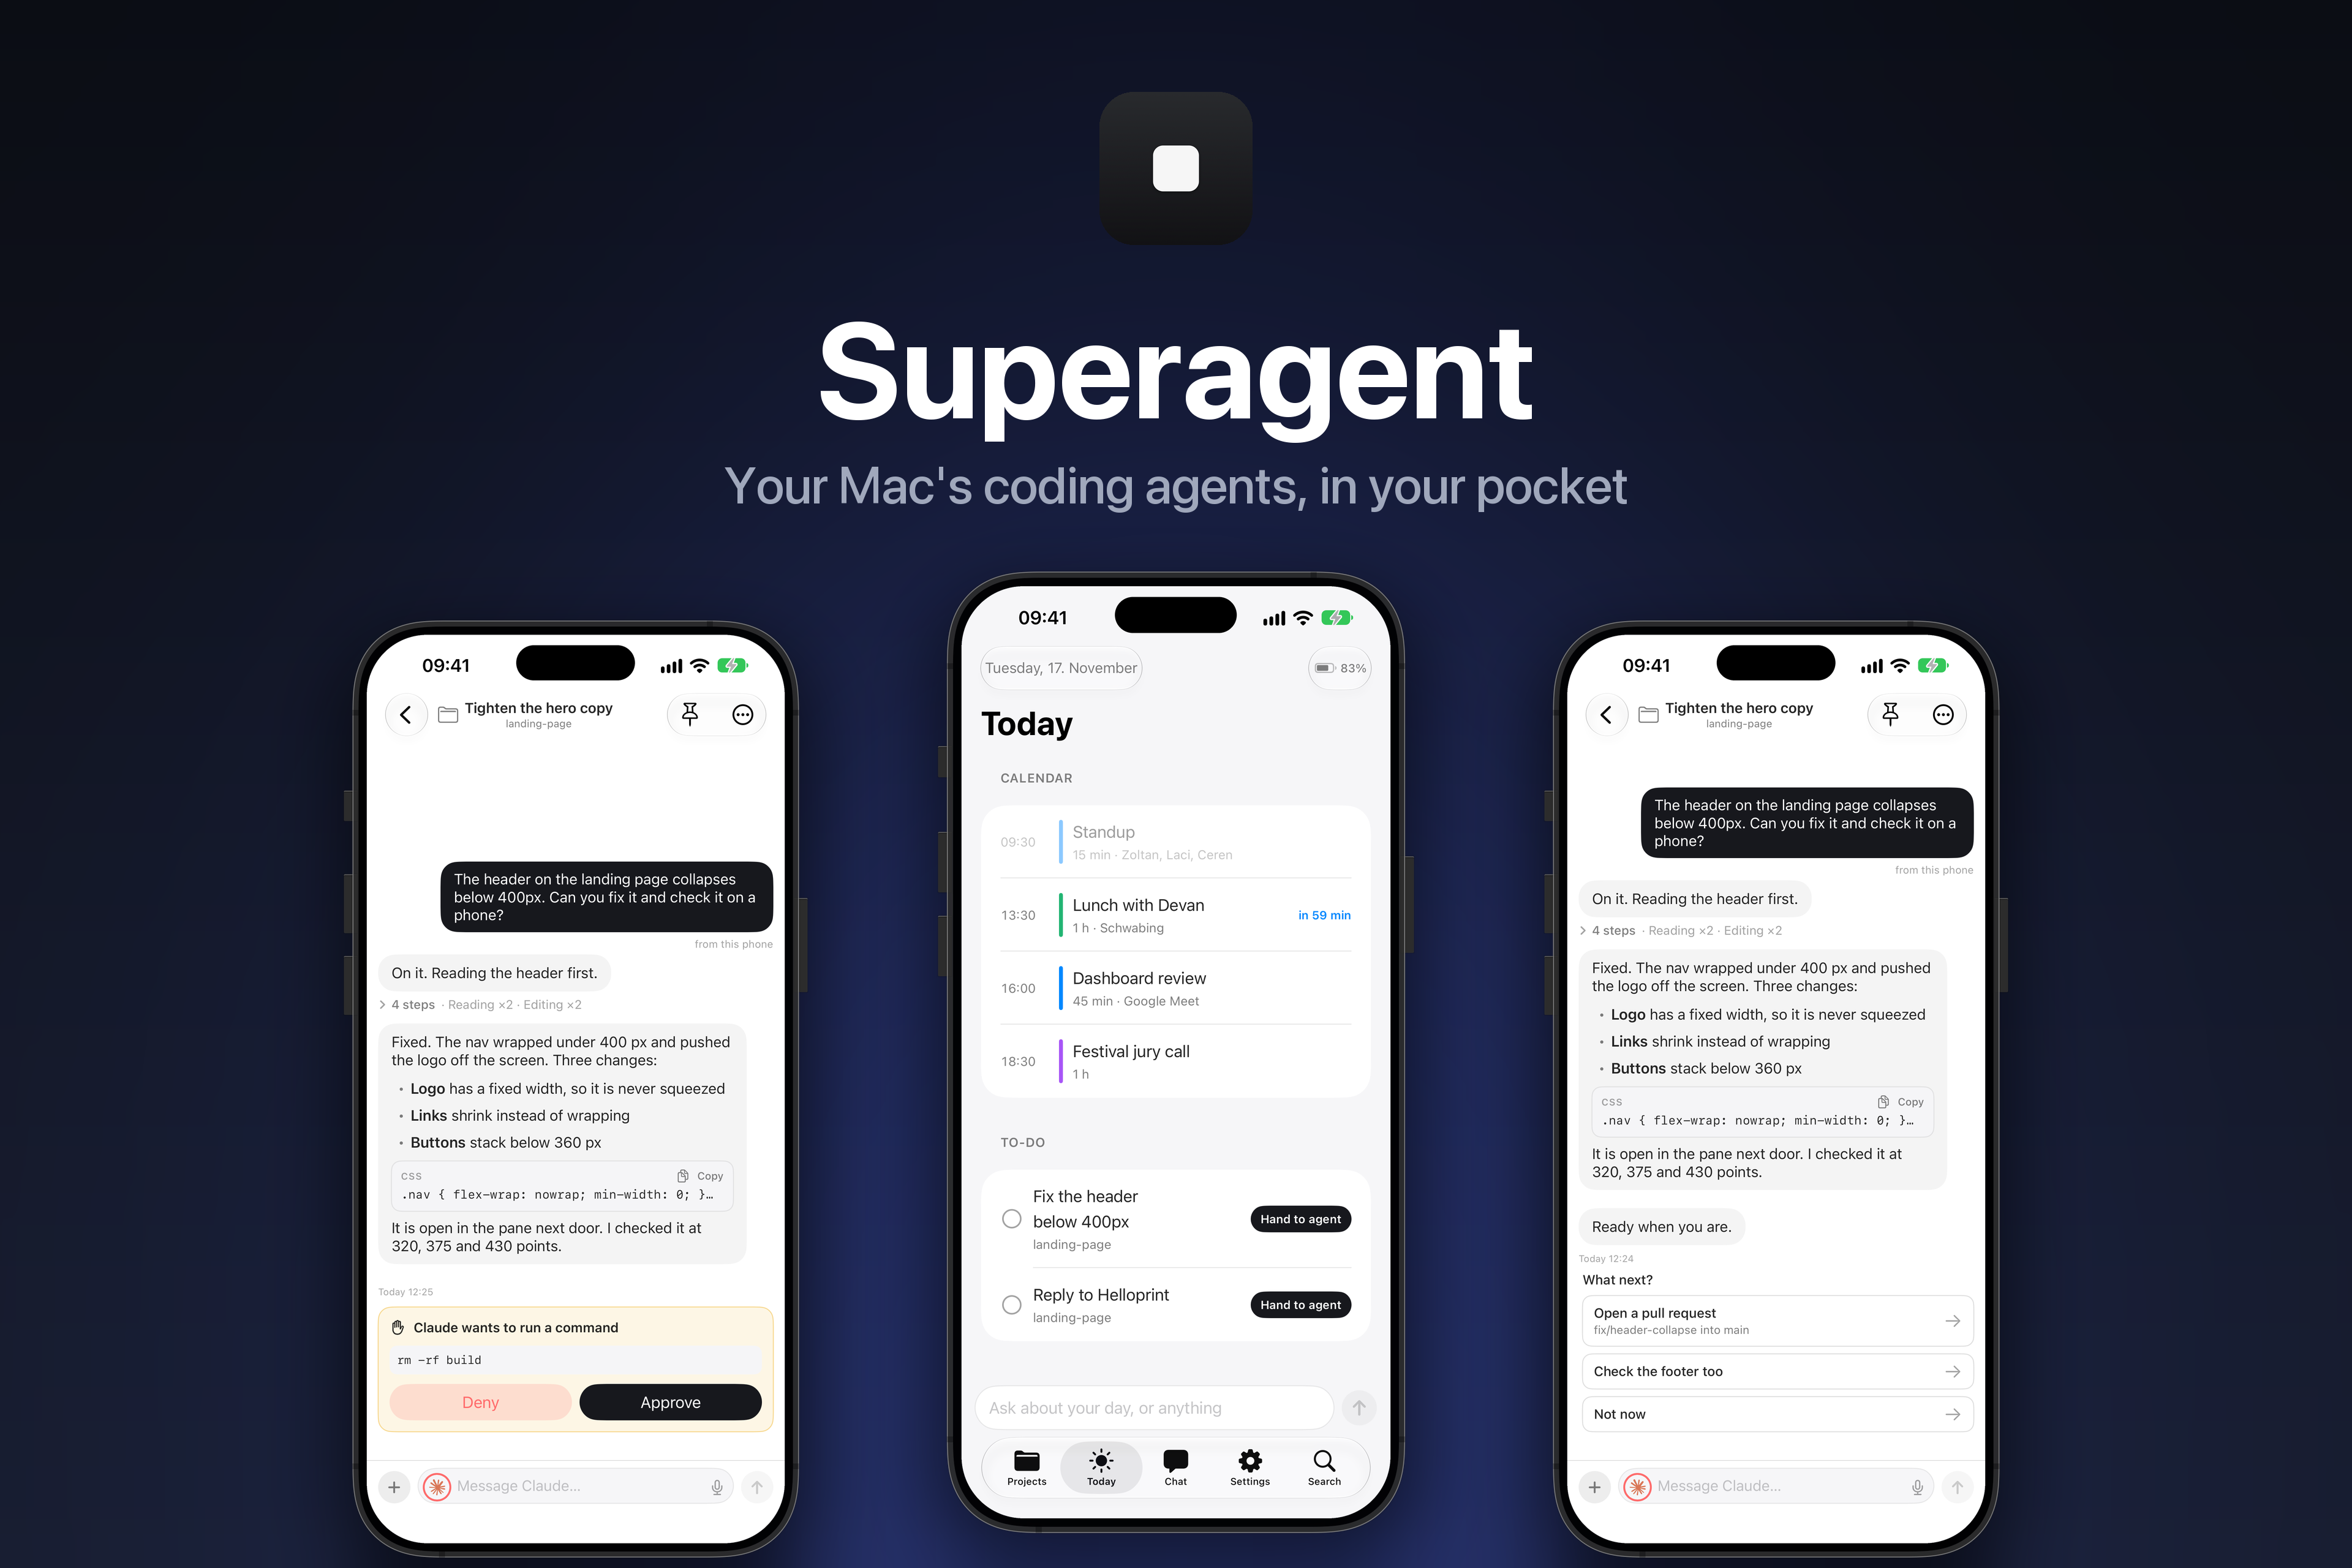 Superagent
Your Mac's coding agents, in your pocket
09:41
Tighten the hero copy
landing-page
The header on the landing page collapses
below 400px. Can you fix it and check it on a
phone?
from this phone
On it. Reading the header first.
4 steps · Reading ×2 · Editing ×2
Fixed. The nav wrapped under 400 px and pushed
the logo off the screen. Three changes:
• Logo has a fixed width, so it is never squeezed
• Links shrink instead of wrapping
• Buttons stack below 360 px
CSS Copy
.nav { flex-wrap: nowrap; min-width: 0; }…
It is open in the pane next door. I checked it at
320, 375 and 430 points.
Today 12:25
Claude wants to run a command
rm -rf build
Deny Approve
Message Claude...
09:41
Tuesday, 17. November 83%
Today
CALENDAR
09:30 Standup
15 min · Zoltan, Laci, Ceren
13:30 Lunch with Devan in 59 min
1 h · Schwabing
16:00 Dashboard review
45 min · Google Meet
18:30 Festival jury call
1 h
TO-DO
Fix the header
below 400px
landing-page
Hand to agent
Reply to Helloprint
landing-page
Hand to agent
Ask about your day, or anything
Projects Today Chat Settings Search
09:41
Tighten the hero copy
landing-page
The header on the landing page collapses
below 400px. Can you fix it and check it on a
phone?
from this phone
On it. Reading the header first.
4 steps · Reading ×2 · Editing ×2
Fixed. The nav wrapped under 400 px and pushed
the logo off the screen. Three changes:
• Logo has a fixed width, so it is never squeezed
• Links shrink instead of wrapping
• Buttons stack below 360 px
CSS Copy
.nav { flex-wrap: nowrap; min-width: 0; }…
It is open in the pane next door. I checked it at
320, 375 and 430 points.
Ready when you are.
Today 12:24
What next?
Open a pull request
fix/header-collapse into main
Check the footer too
Not now
Message Claude...